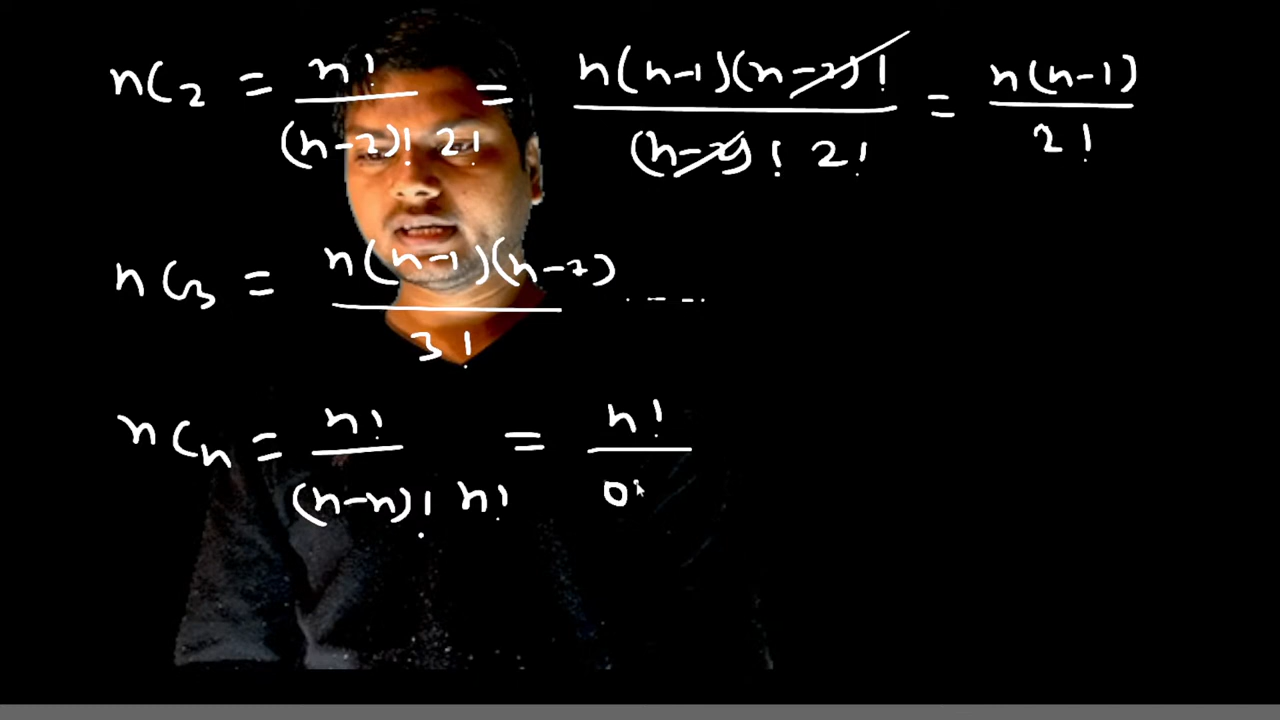 nC₂ = n! / (n-2)! 2! = n(n-1)(n-2)! / (n-2)! 2! = n(n-1) / 2!
nC₃ = n(n-1)(n-2) / 3! ....
nCₙ = n! / (n-n)! n! = n! / 0